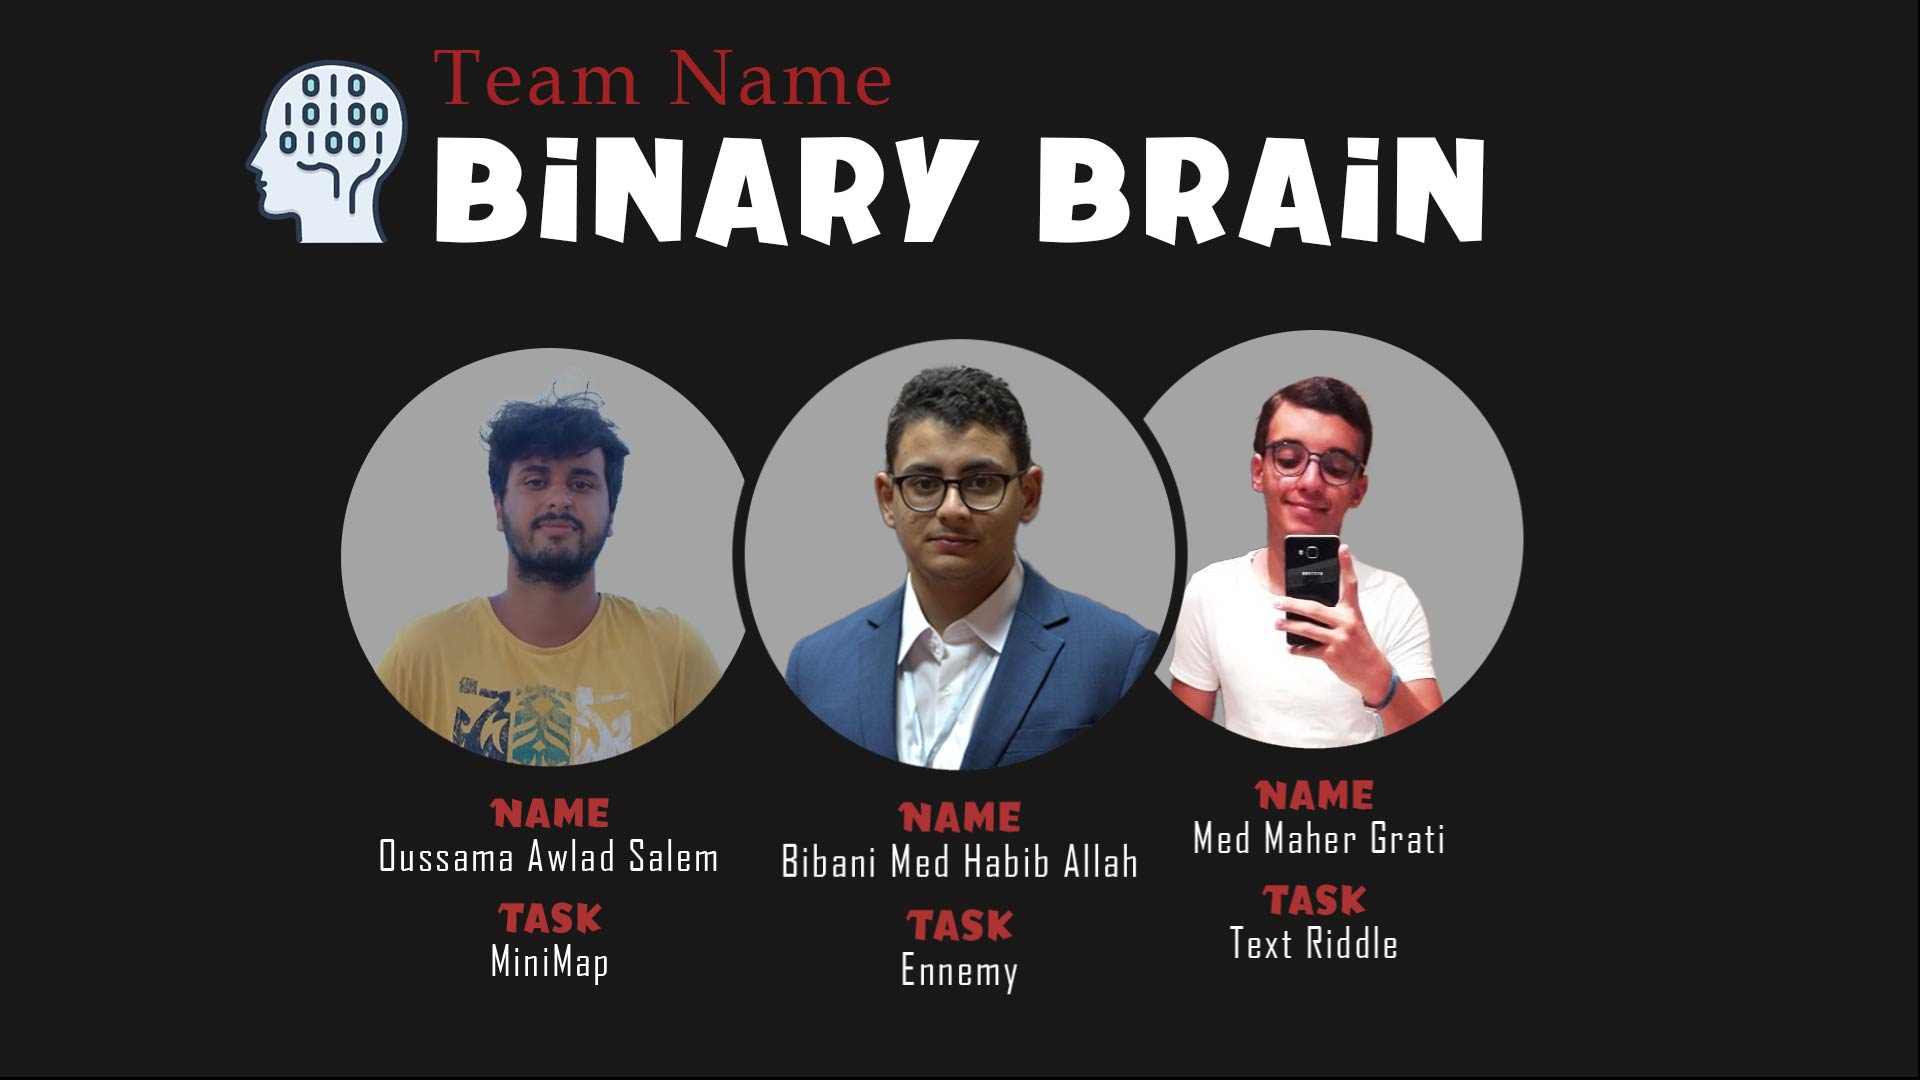 Team Name
BiNARY BRAiN
010
10100
01001
NAME
Oussama Awlad Salem
TASK
MiniMap
NAME
Bibani Med Habib Allah
TASK
Ennemy
SAMSUNG
NAME
Med Maher Grati
TASK
Text Riddle